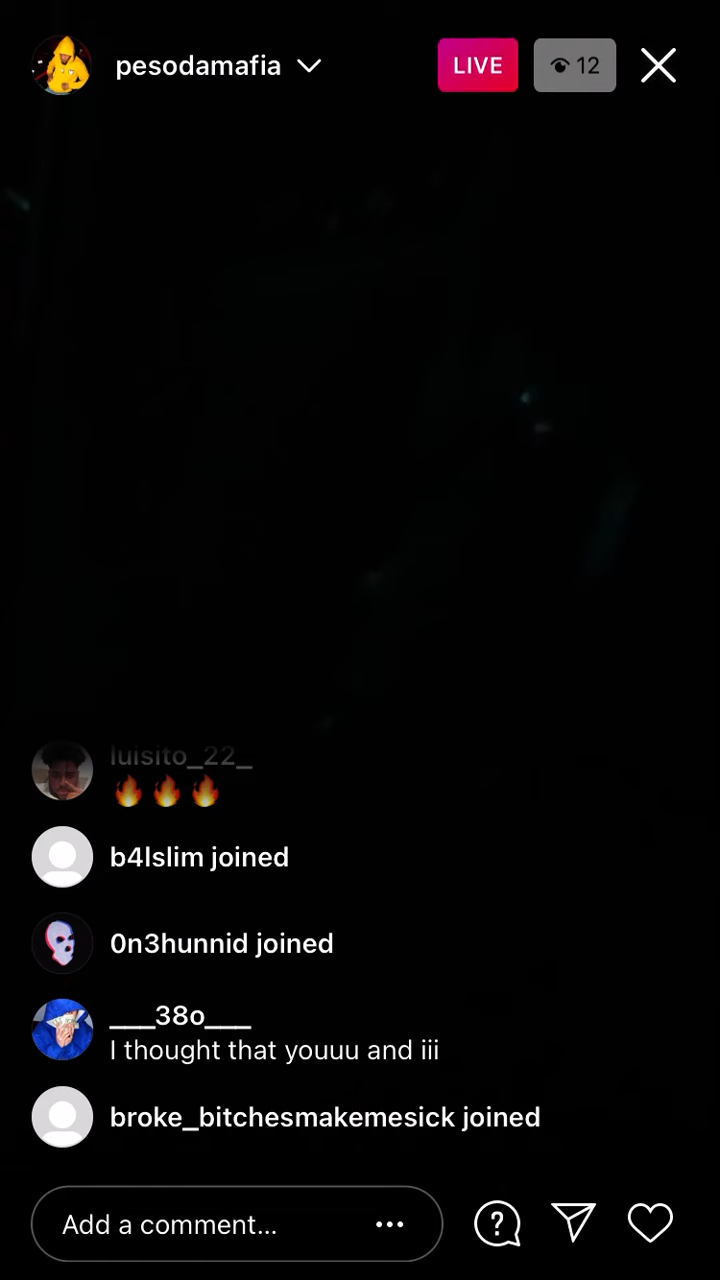 pesodamafia
LIVE
12
luisito_22_
🔥🔥🔥
b4lslim joined
0n3hunnid joined
___38o___
I thought that youuu and iii
broke_bitchesmakemesick joined
Add a comment...